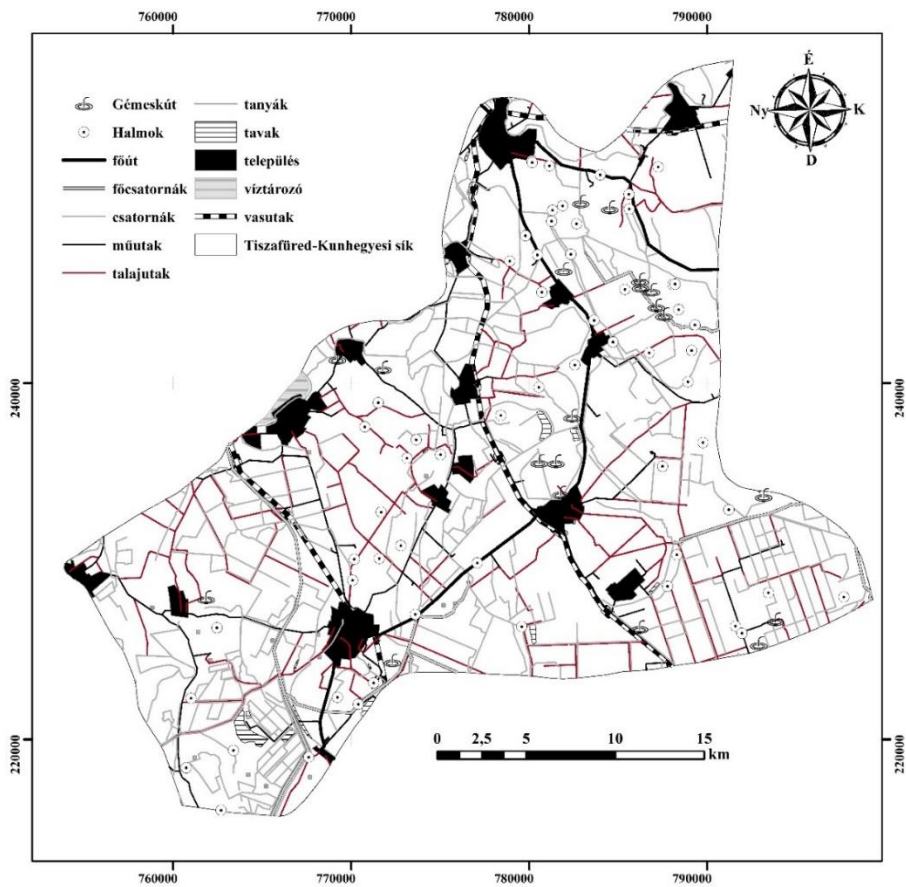 760000 770000 780000 790000
É
Ny K
D
Gémeskút
Halmok
főút
főcsatornák
csatornák
műutak
talajutak
tanyák
tavak
település
víztározó
vasutak
Tiszafüred-Kunhegyesi sík
240000 240000
220000 220000
0 2,5 5 10 15
km
760000 770000 780000 790000